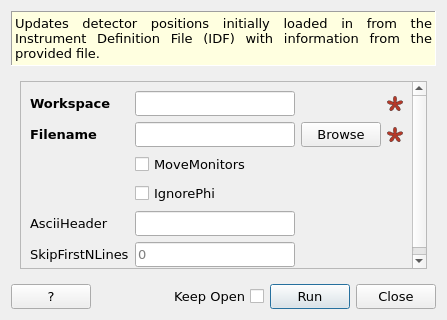 Updates detector positions initially loaded in from the
Instrument Definition File (IDF) with information from the
provided file.
Workspace
Filename Browse
MoveMonitors
IgnorePhi
AsciiHeader
SkipFirstNLines 0
? Keep Open Run Close